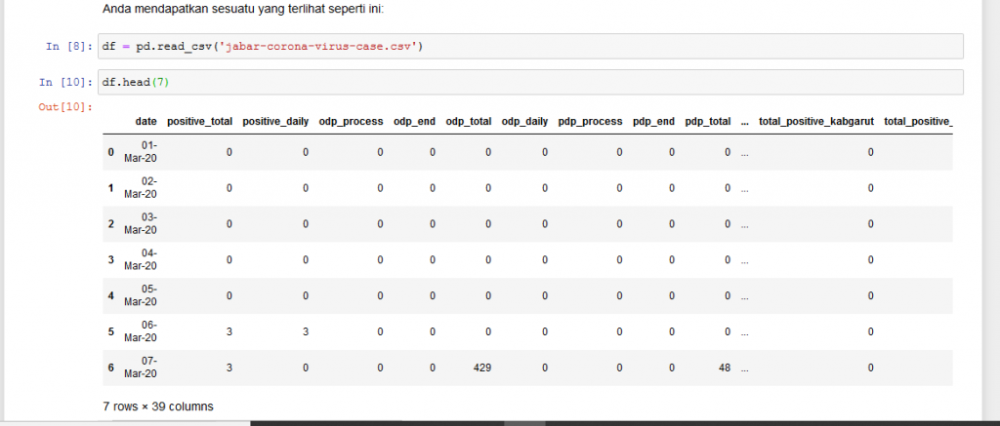 Anda mendapatkan sesuatu yang terlihat seperti ini:
In [8]: df = pd.read_csv('jabar-corona-virus-case.csv')
In [10]: df.head(7)
Out[10]:
date positive_total positive_daily odp_process odp_end odp_total odp_daily pdp_process pdp_end pdp_total ... total_positive_kabgarut total_positive_
0 01-Mar-20 0 0 0 0 0 0 0 0 0 ... 0
1 02-Mar-20 0 0 0 0 0 0 0 0 0 ... 0
2 03-Mar-20 0 0 0 0 0 0 0 0 0 ... 0
3 04-Mar-20 0 0 0 0 0 0 0 0 0 ... 0
4 05-Mar-20 0 0 0 0 0 0 0 0 0 ... 0
5 06-Mar-20 3 3 0 0 0 0 0 0 0 ... 0
6 07-Mar-20 3 0 0 0 429 0 0 0 48 ... 0
7 rows × 39 columns